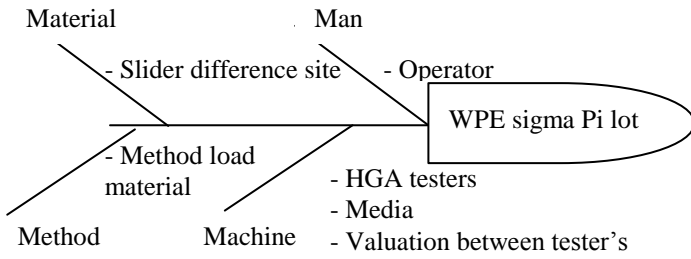 Material
Man
- Slider difference site
- Operator
WPE sigma Pi lot
- Method load
material
- HGA testers
- Media
- Valuation between tester's
Method
Machine